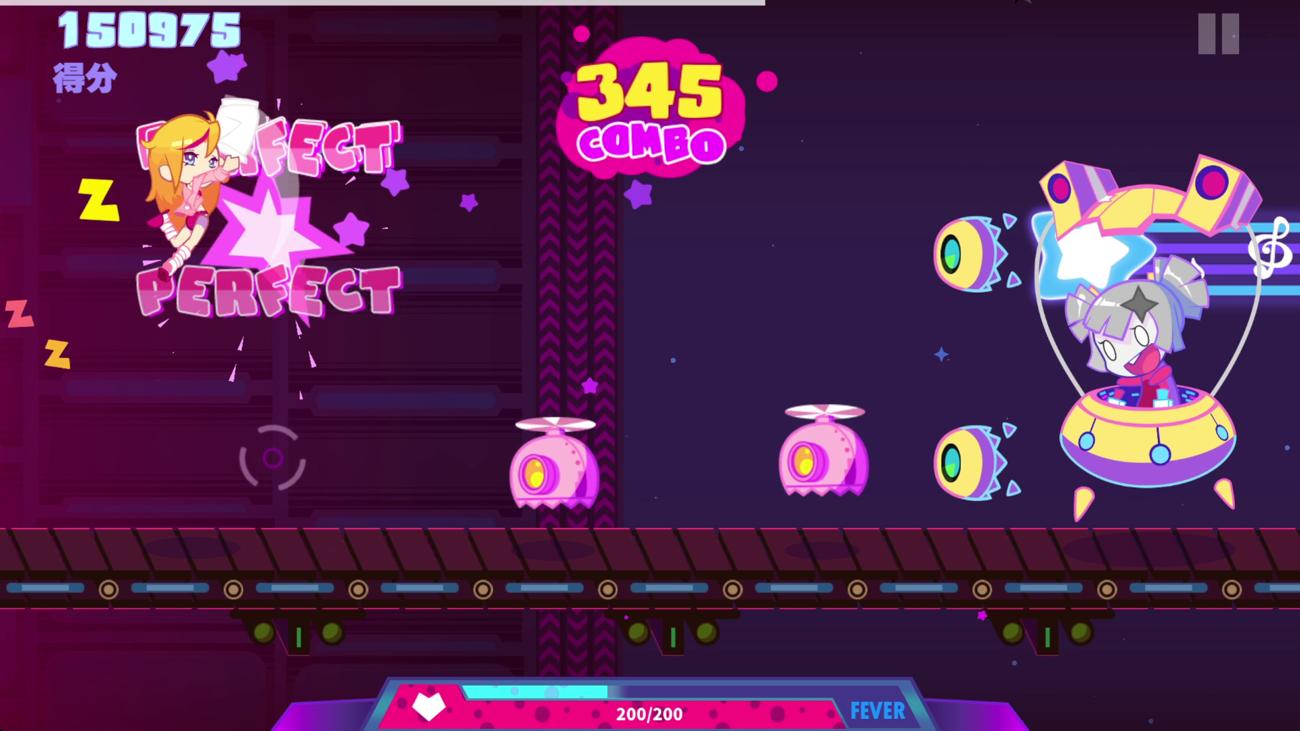 150975
得分
345
COMBO
PERFECT
Z
PERFECT
Z
Z
200/200
FEVER